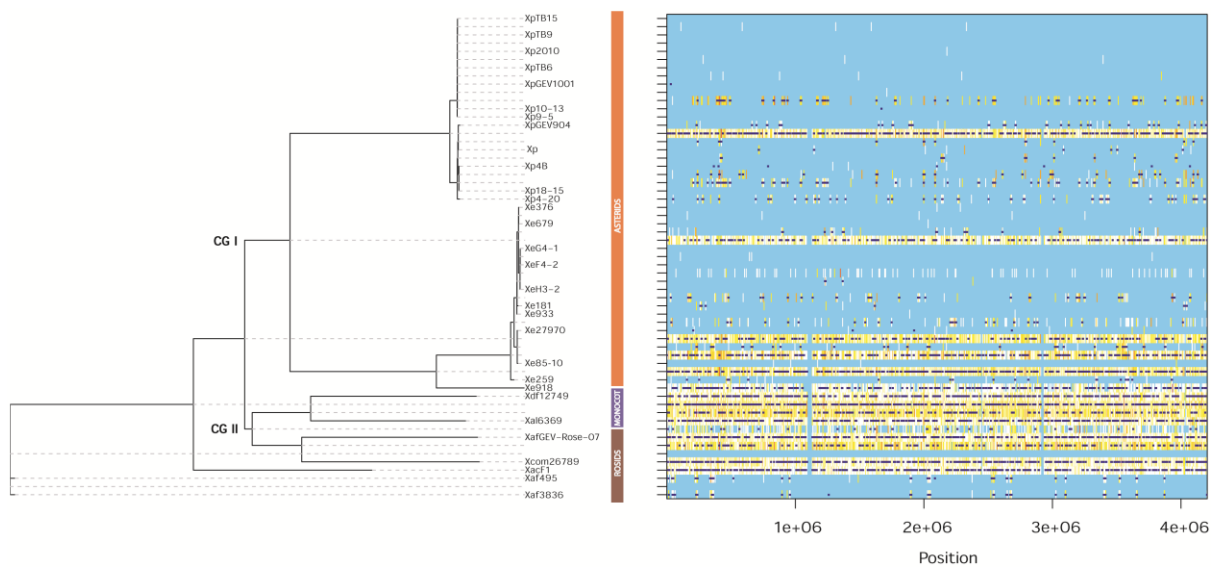 XpTB15
XpTB9
Xp2010
XpTB6
XpGEV1001
Xp10-13
Xp9-5
XpGEV904
Xp
Xp4B
Xp18-15
Xp4-20
Xe376
Xe679
CG I
XeG4-1
XeF4-2
XeH3-2
Xe181
Xe933
Xe27970
Xe85-10
Xe259
Xe918
Xdf12749
Xal6369
CG II
XafGEV-Rose-07
Xcom26789
XacF1
Xaf495
Xaf3836
ASTERIDS
MONOCOT
ROSIDS
1e+06
2e+06
3e+06
4e+06
Position